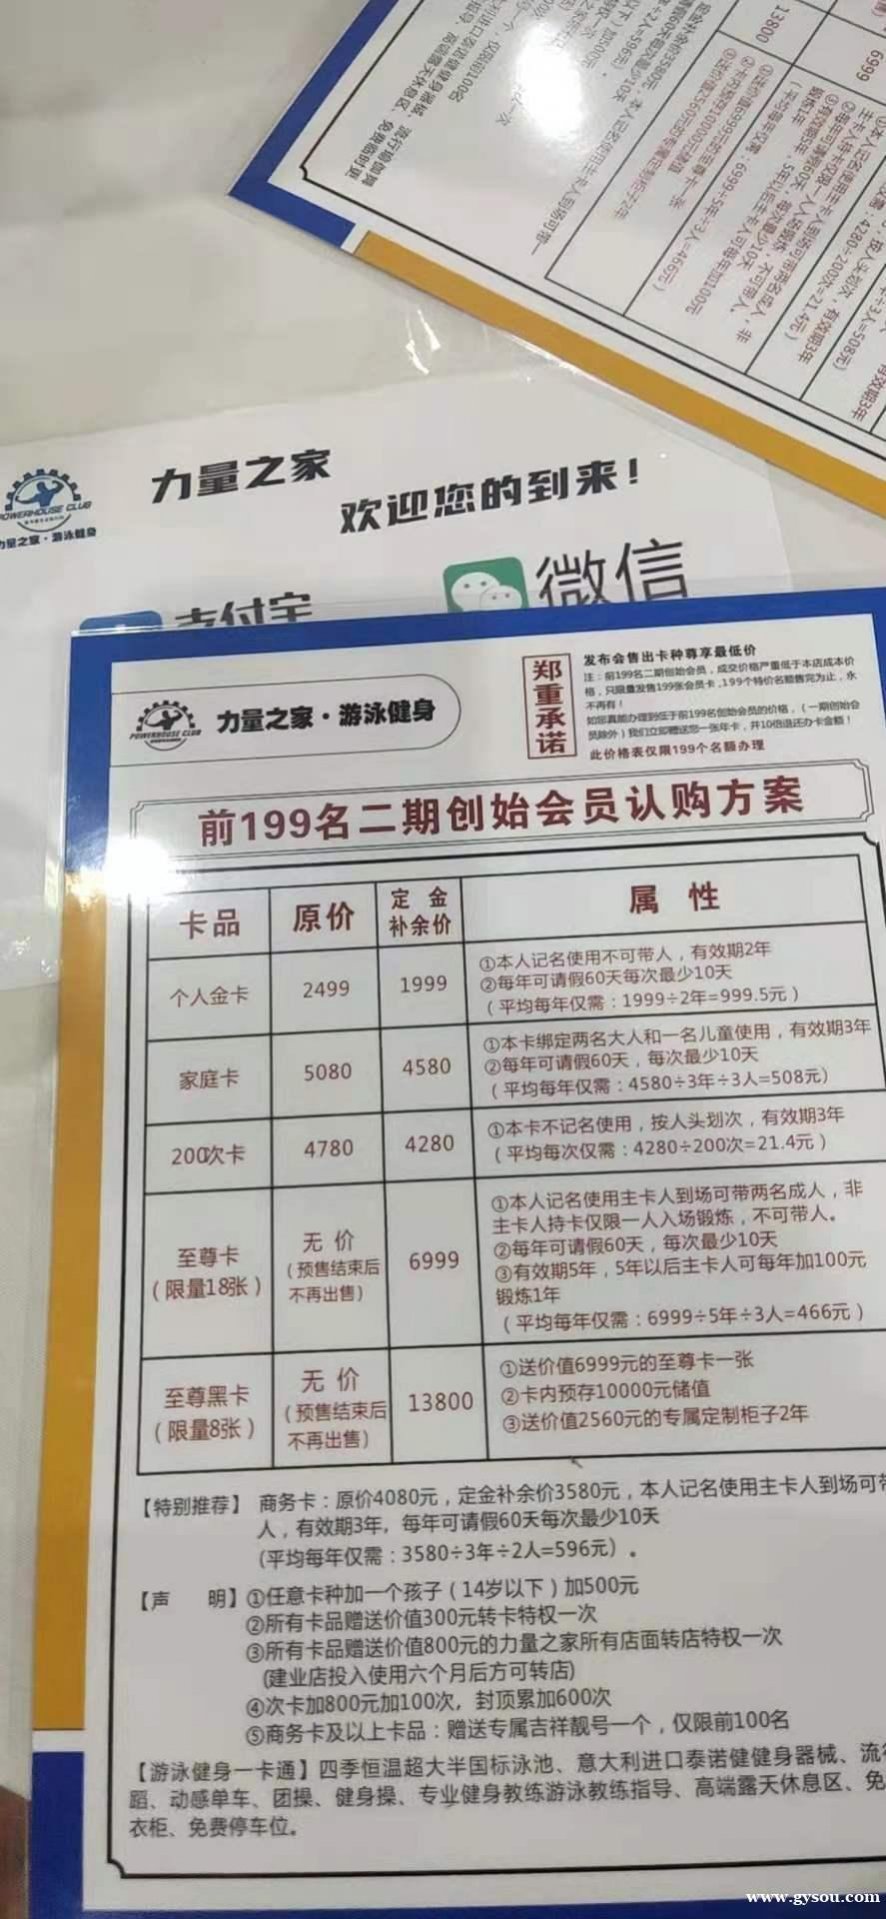 13800
6999
力量之家
欢迎您的到来！
POWERHOUSE CLUB
力量之家·游泳健身
支付宝
微信
POWERHOUSE CLUB
力量之家·游泳健身
郑重承诺
发布会售出卡种尊享最低价
注：前199名二期创始会员，成交价格严重低于本店成本价
格，只限量发售199张会员卡，199个特价名额售完为止，永
不再有！
如您真能办理到低于前199名创始会员的价格，（一期创始会
员除外）我们立即赠送您一张年卡，并10倍退还办卡金额！
此价格表仅限199个名额办理
前199名二期创始会员认购方案
卡品 原价 定金补余价 属性
个人金卡 2499 1999
①本人记名使用不可带人，有效期2年
②每年可请假60天每次最少10天
（平均每年仅需：1999÷2年=999.5元）
家庭卡 5080 4580
①本卡绑定两名大人和一名儿童使用，有效期3年
②每年可请假60天，每次最少10天
（平均每年仅需：4580÷3年÷3人=508元）
200次卡 4780 4280
①本卡不记名使用，按人头划次，有效期3年
（平均每次仅需：4280÷200次=21.4元）
至尊卡
（限量18张）
无价
（预售结束后
不再出售）
6999
①本人记名使用主卡人到场可带两名成人，非
主卡人持卡仅限一人入场锻炼，不可带人。
②每年可请假60天，每次最少10天
③有效期5年，5年以后主卡人可每年加100元
锻炼1年
（平均每年仅需：6999÷5年÷3人=466元）
至尊黑卡
（限量8张）
无价
（预售结束后
不再出售）
13800
①送价值6999元的至尊卡一张
②卡内预存10000元储值
③送价值2560元的专属定制柜子2年
【特别推荐】 商务卡：原价4080元，定金补余价3580元，本人记名使用主卡人到场可带
人，有效期3年，每年可请假60天每次最少10天
(平均每年仅需：3580÷3年÷2人=596元）。
【声 明】①任意卡种加一个孩子（14岁以下）加500元
②所有卡品赠送价值300元转卡特权一次
③所有卡品赠送价值800元的力量之家所有店面转店特权一次
(建业店投入使用六个月后方可转店)
④次卡加800元加100次，封顶累加600次
⑤商务卡及以上卡品：赠送专属吉祥靓号一个，仅限前100名
【游泳健身一卡通】四季恒温超大半国标泳池、意大利进口泰诺健健身器械、流行
蹈、动感单车、团操、健身操、专业健身教练游泳教练指导、高端露天休息区、免
衣柜、免费停车位。
www.gysou.com